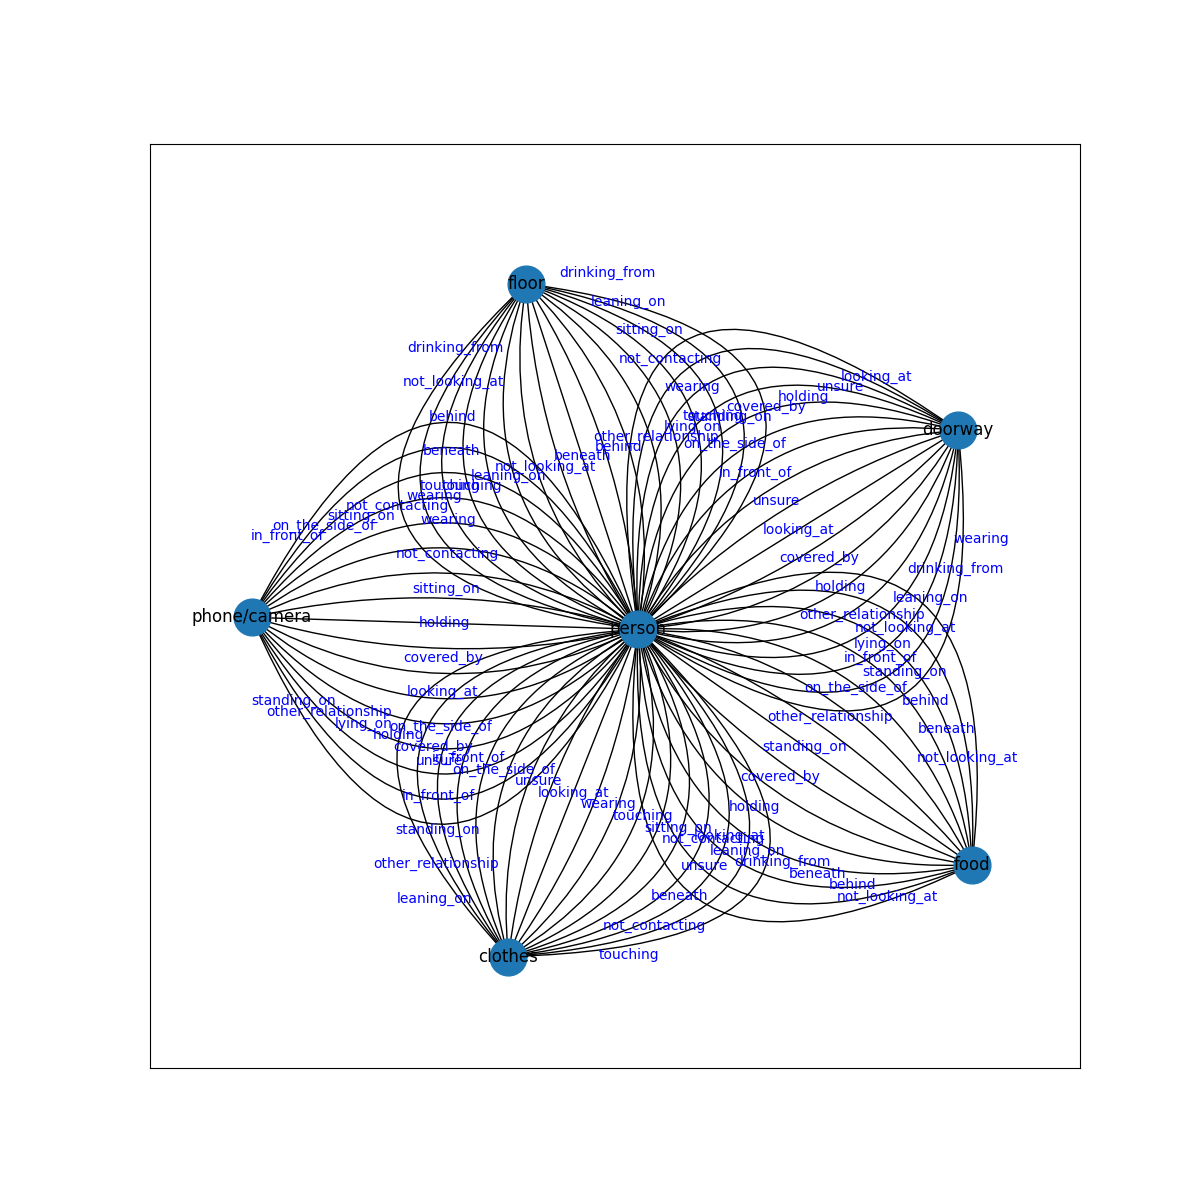 drinking_from
floor
leaning_on
sitting_on
drinking_from
not_contacting
looking_at
not_looking_at
unsure
wearing
holding
covered_by
behind
touching
standing_on
lying_on
doorway
other_relationship
on_the_side_of
behind
beneath
beneath
not_looking_at
in_front_of
leaning_on
touching
touching
wearing
unsure
not_contacting
sitting_on
wearing
on_the_side_of
looking_at
in_front_of
wearing
not_contacting
covered_by
drinking_from
sitting_on
holding
leaning_on
phone/camera
other_relationship
holding
person
not_looking_at
lying_on
covered_by
in_front_of
standing_on
looking_at
on_the_side_of
standing_on
behind
other_relationship
other_relationship
lying_on
on_the_side_of
beneath
holding
covered_by
standing_on
in_front_of
unsure
not_looking_at
on_the_side_of
unsure
covered_by
looking_at
in_front_of
wearing
holding
touching
standing_on
sitting_on
looking_at
not_contacting
leaning_on
other_relationship
unsure
drinking_from
food
beneath
behind
leaning_on
beneath
not_looking_at
not_contacting
touching
clothes